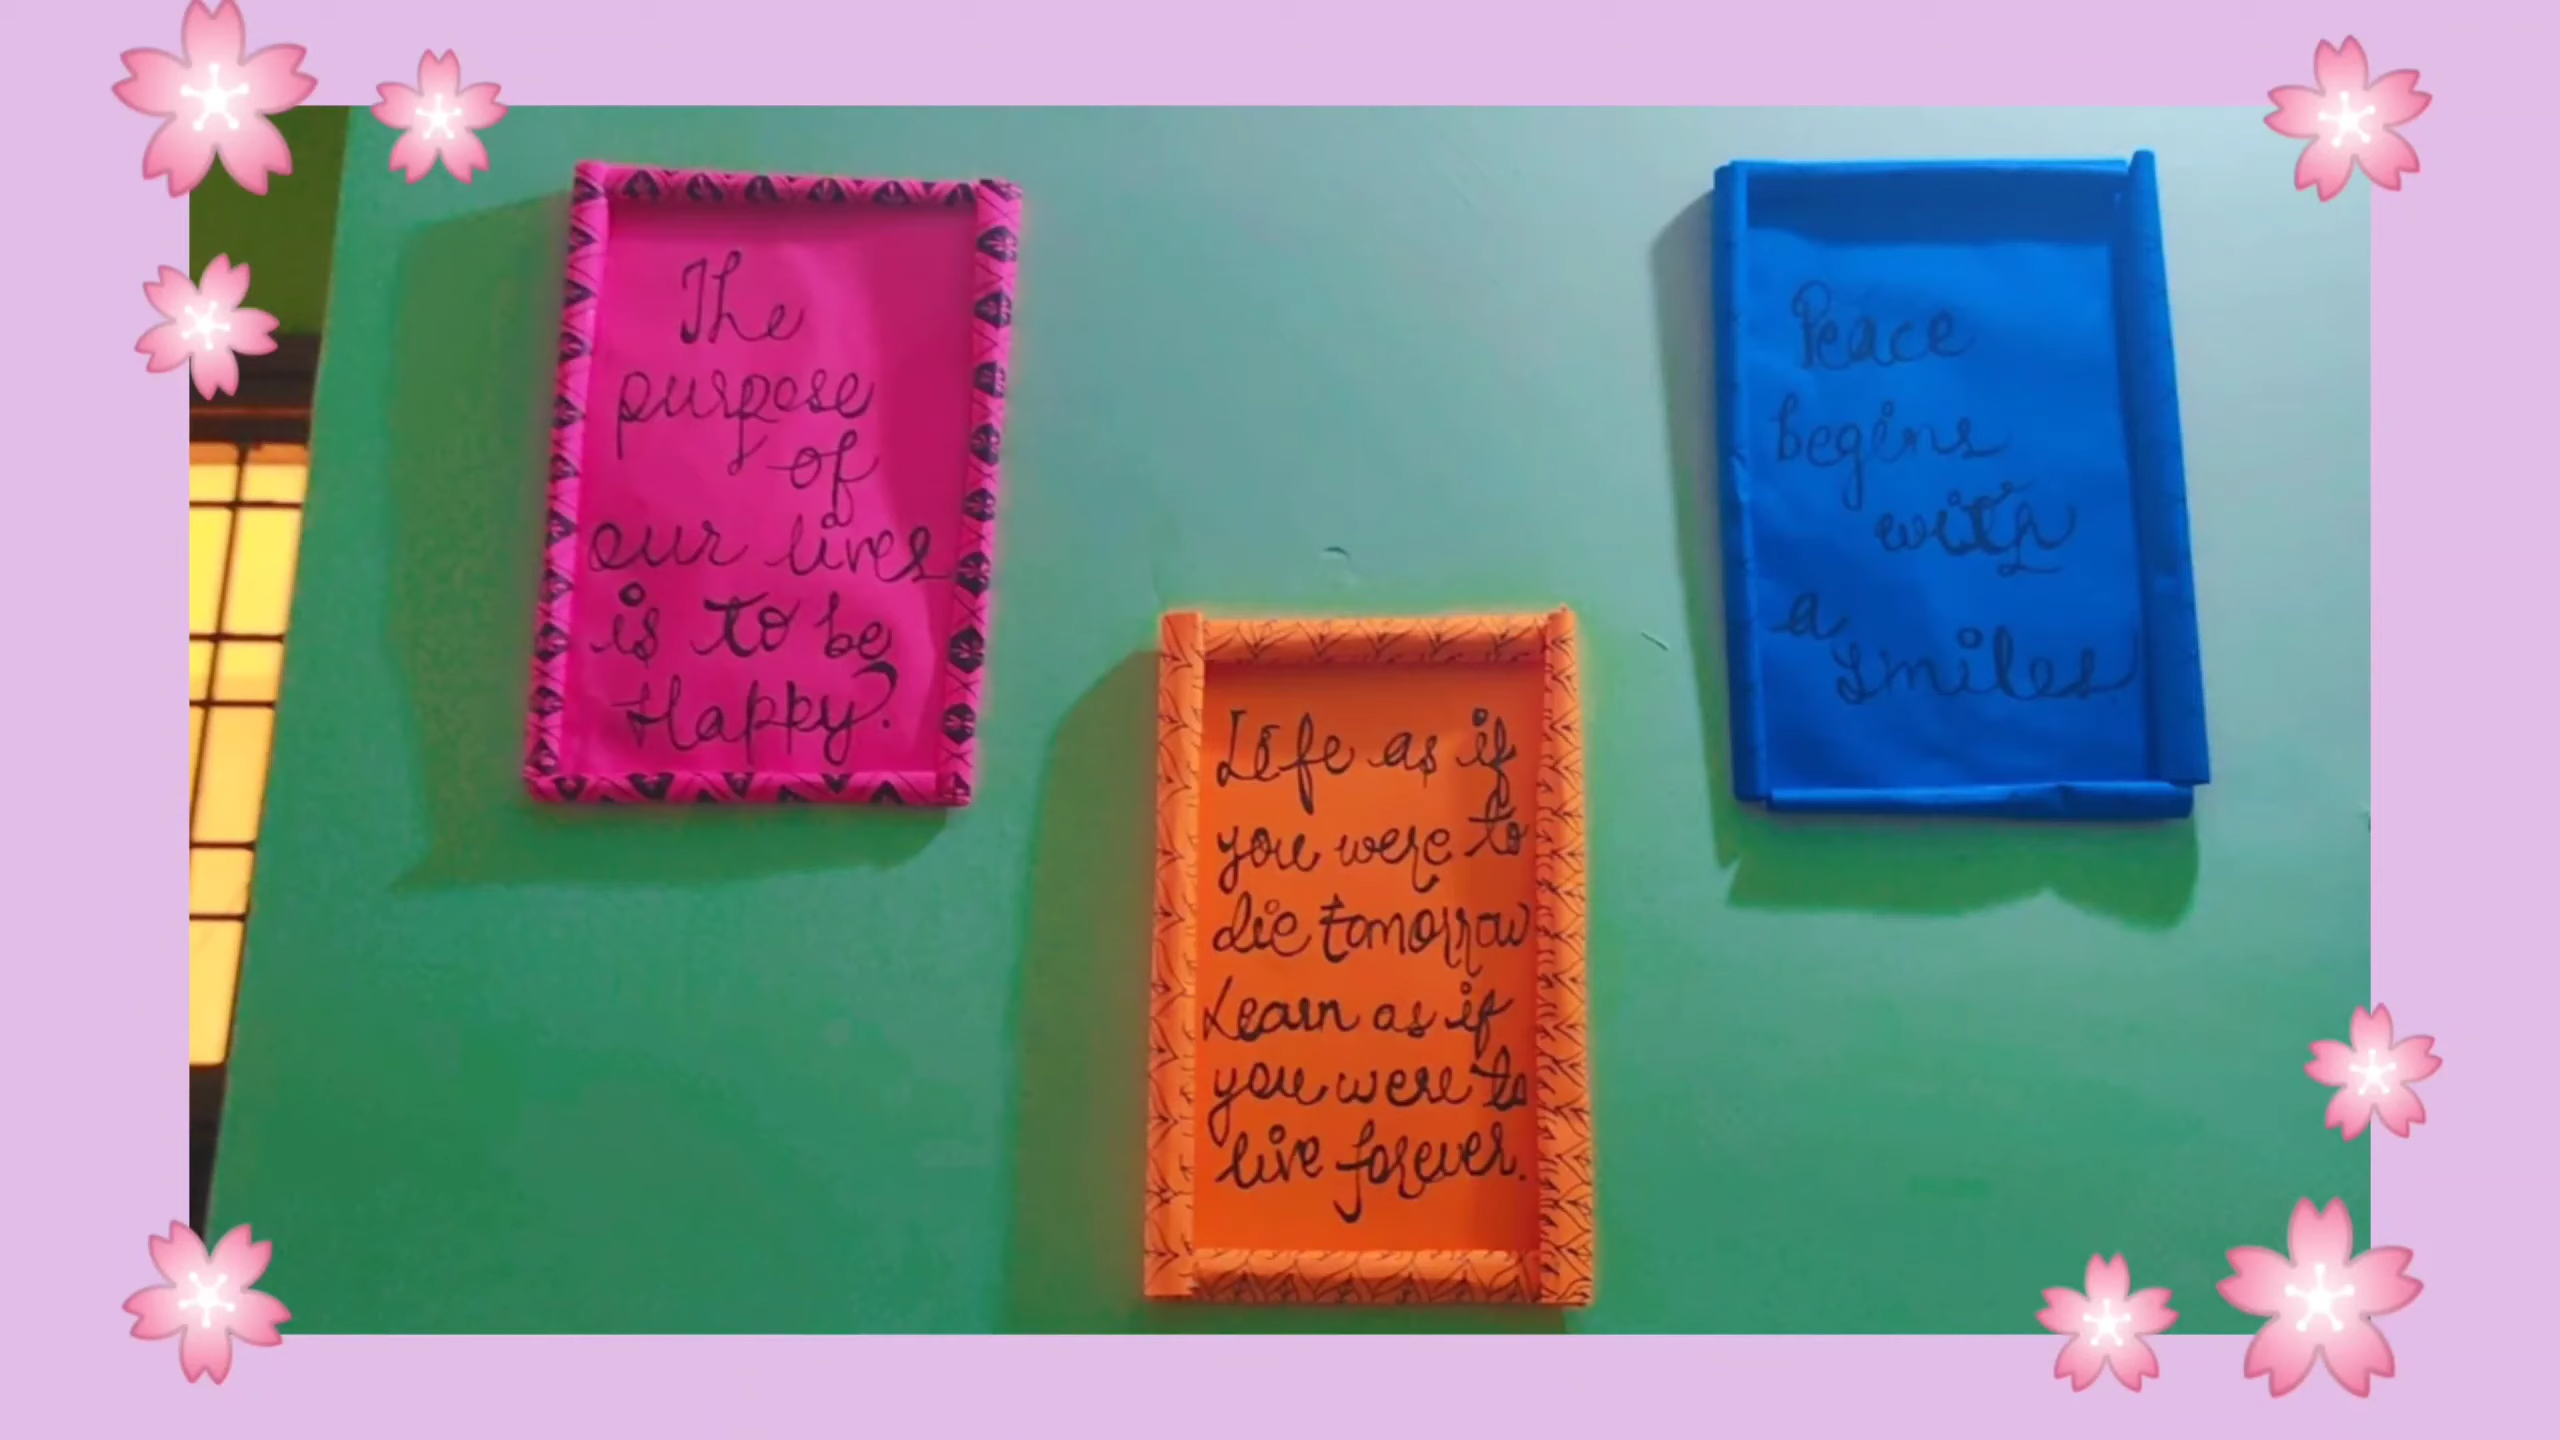 The
purpose
of
our lives
is to be
Happy?
Life as if
you were to
die tomorrow
Learn as if
you were to
live forever.
Peace
begins
with
a
smiles